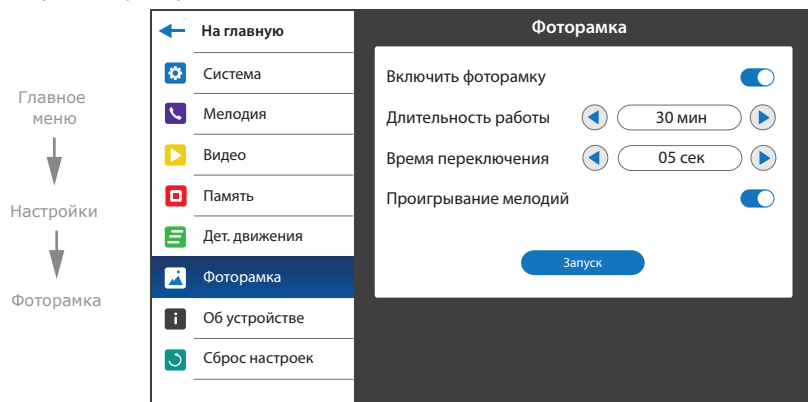 Главное
меню
Настройки
Фоторамка
На главную
Система
Мелодия
Видео
Память
Дет. движения
Фоторамка
Об устройстве
Сброс настроек
Фоторамка
Включить фоторамку
Длительность работы 30 мин
Время переключения 05 сек
Проигрывание мелодий
Запуск